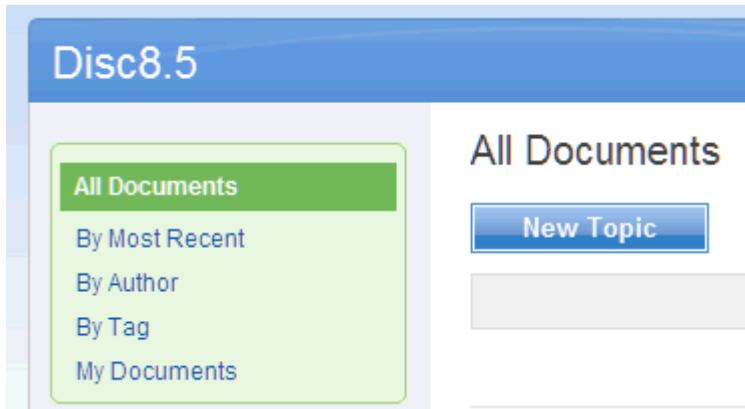 Disc8.5
All Documents
By Most Recent
By Author
By Tag
My Documents
All Documents
New Topic